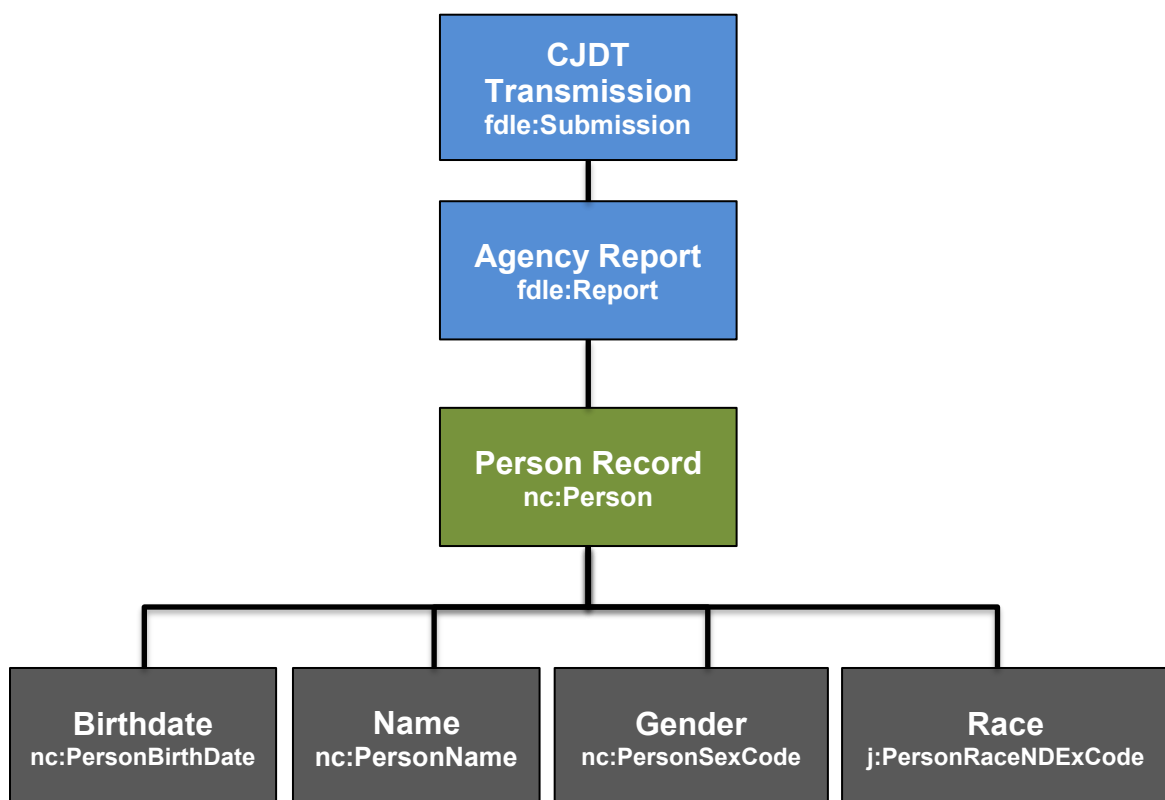 CJDT
Transmission
fdle:Submission
Agency Report
fdle:Report
Person Record
nc:Person
Birthdate
nc:PersonBirthDate
Name
nc:PersonName
Gender
nc:PersonSexCode
Race
j:PersonRaceNDExCode